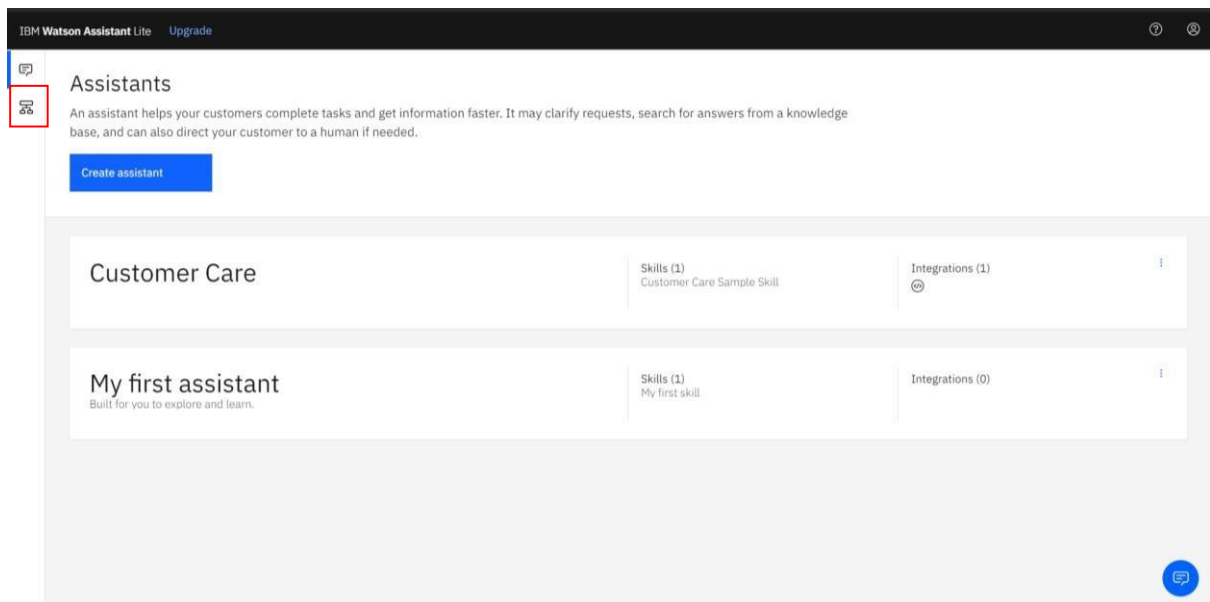 IBM Watson Assistant Lite Upgrade
Assistants
An assistant helps your customers complete tasks and get information faster. It may clarify requests, search for answers from a knowledge
base, and can also direct your customer to a human if needed.
Create assistant
Customer Care
Skills (1)
Customer Care Sample Skill
Integrations (1)
My first assistant
Built for you to explore and learn.
Skills (1)
My first skill
Integrations (0)